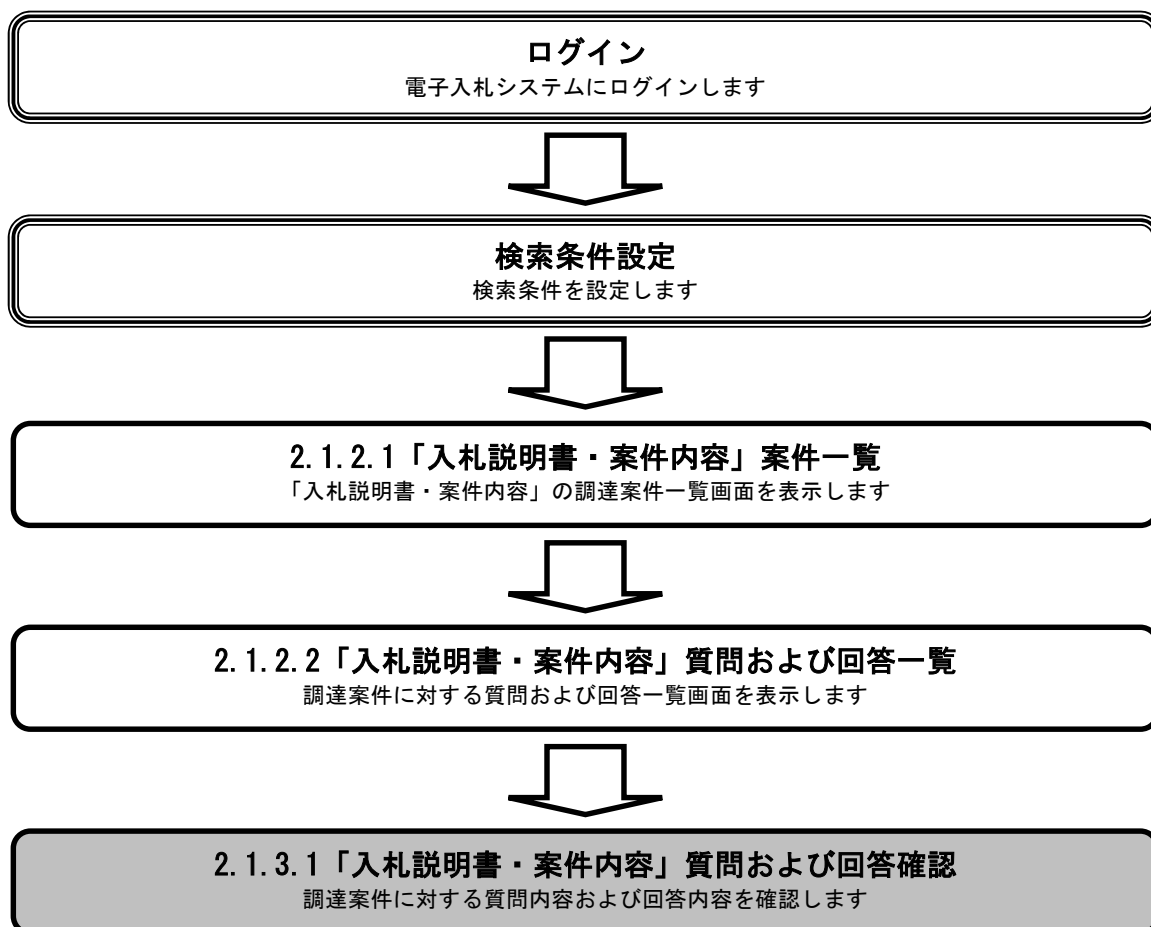 ログイン
電子入札システムにログインします
検索条件設定
検索条件を設定します
2.1.2.1「入札説明書・案件内容」案件一覧
「入札説明書・案件内容」の調達案件一覧画面を表示します
2.1.2.2「入札説明書・案件内容」質問および回答一覧
調達案件に対する質問および回答一覧画面を表示します
2.1.3.1「入札説明書・案件内容」質問および回答確認
調達案件に対する質問内容および回答内容を確認します